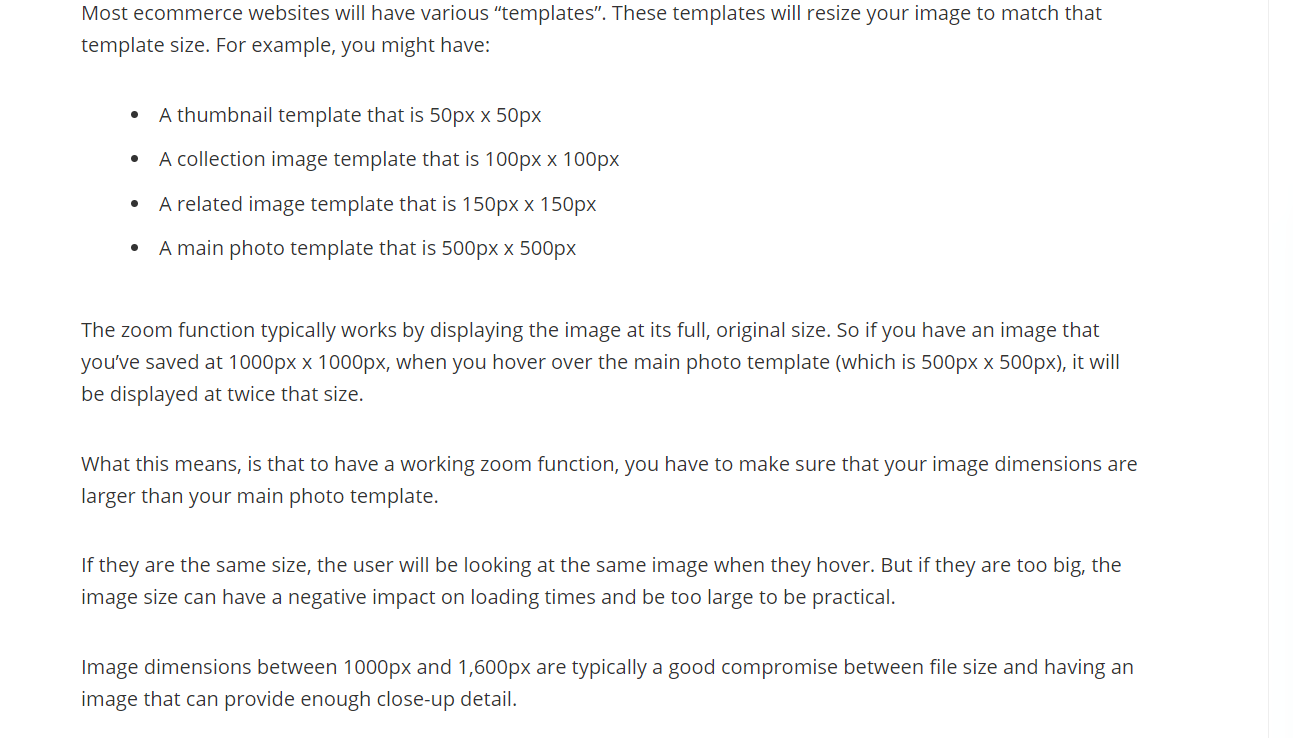 Most ecommerce websites will have various “templates”. These templates will resize your image to match that
template size. For example, you might have:
• A thumbnail template that is 50px x 50px
• A collection image template that is 100px x 100px
• A related image template that is 150px x 150px
• A main photo template that is 500px x 500px
The zoom function typically works by displaying the image at its full, original size. So if you have an image that
you’ve saved at 1000px x 1000px, when you hover over the main photo template (which is 500px x 500px), it will
be displayed at twice that size.
What this means, is that to have a working zoom function, you have to make sure that your image dimensions are
larger than your main photo template.
If they are the same size, the user will be looking at the same image when they hover. But if they are too big, the
image size can have a negative impact on loading times and be too large to be practical.
Image dimensions between 1000px and 1,600px are typically a good compromise between file size and having an
image that can provide enough close-up detail.